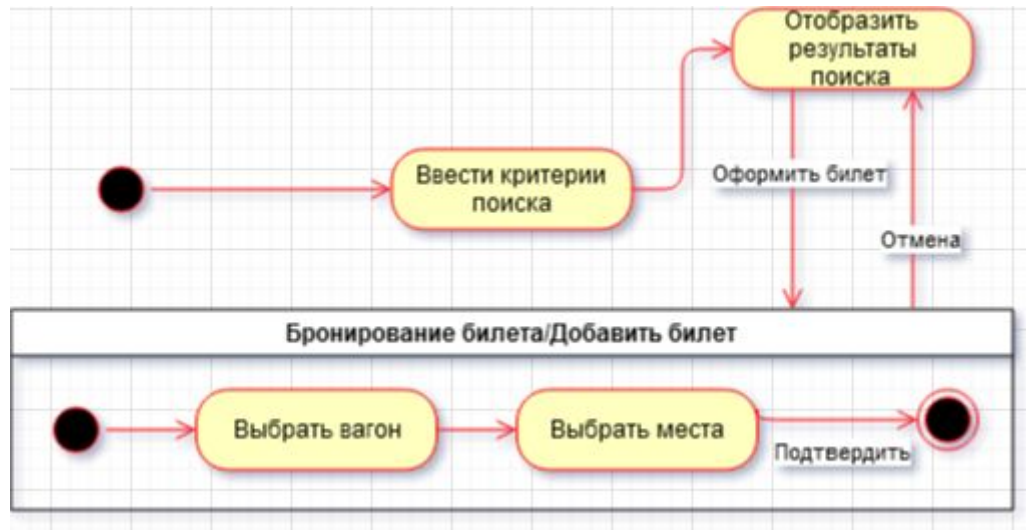 Отобразить
результаты
поиска
Ввести критерии
поиска
Оформить билет
Отмена
Бронирование билета/Добавить билет
Выбрать вагон
Выбрать места
Подтвердить